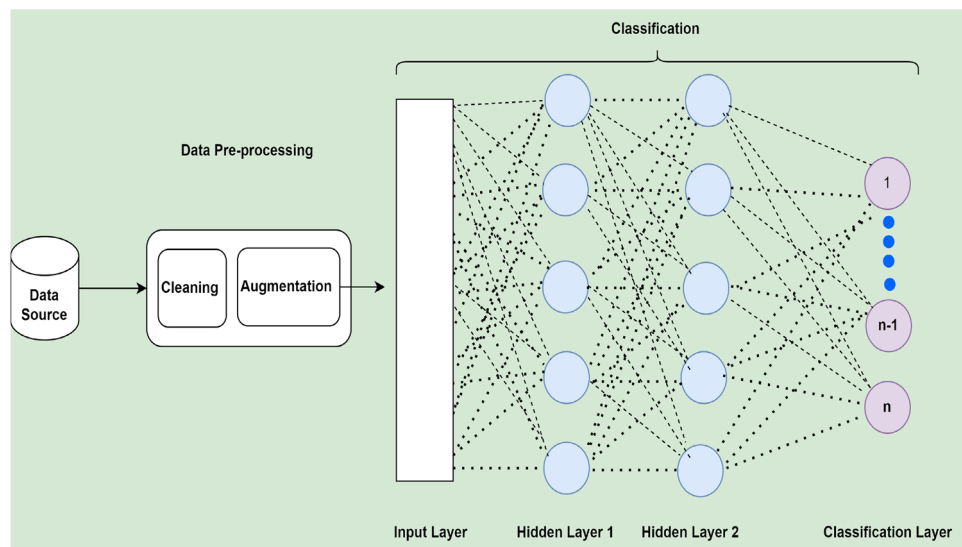 Classification
Data Pre-processing
Data
Source
Cleaning
Augmentation
1
n-1
n
Input Layer
Hidden Layer 1
Hidden Layer 2
Classification Layer